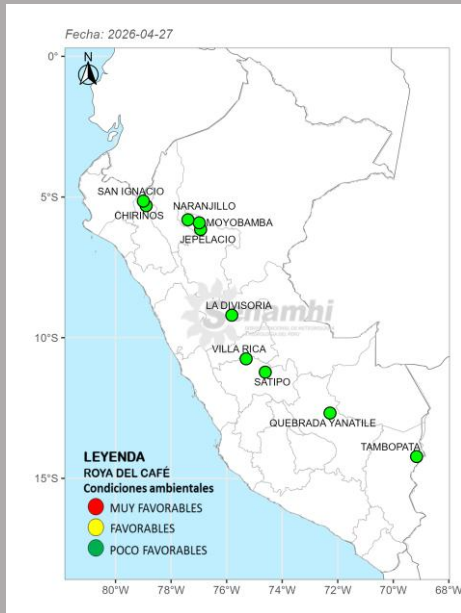 Fecha: 2026-04-27
0°
N
SAN IGNACIO
NARANJILLO
5°S
CHIRINOS
MOYOBAMBA
JEPELACIO
LA DIVISORIA
Senamhi
10°S
VILLA RICA
SATIPO
QUEBRADA YANATILE
TAMBOPATA
LEYENDA
ROYA DEL CAFÉ
15°S
Condiciones ambientales
MUY FAVORABLES
FAVORABLES
POCO FAVORABLES
80°W 78°W 76°W 74°W 72°W 70°W 68°W